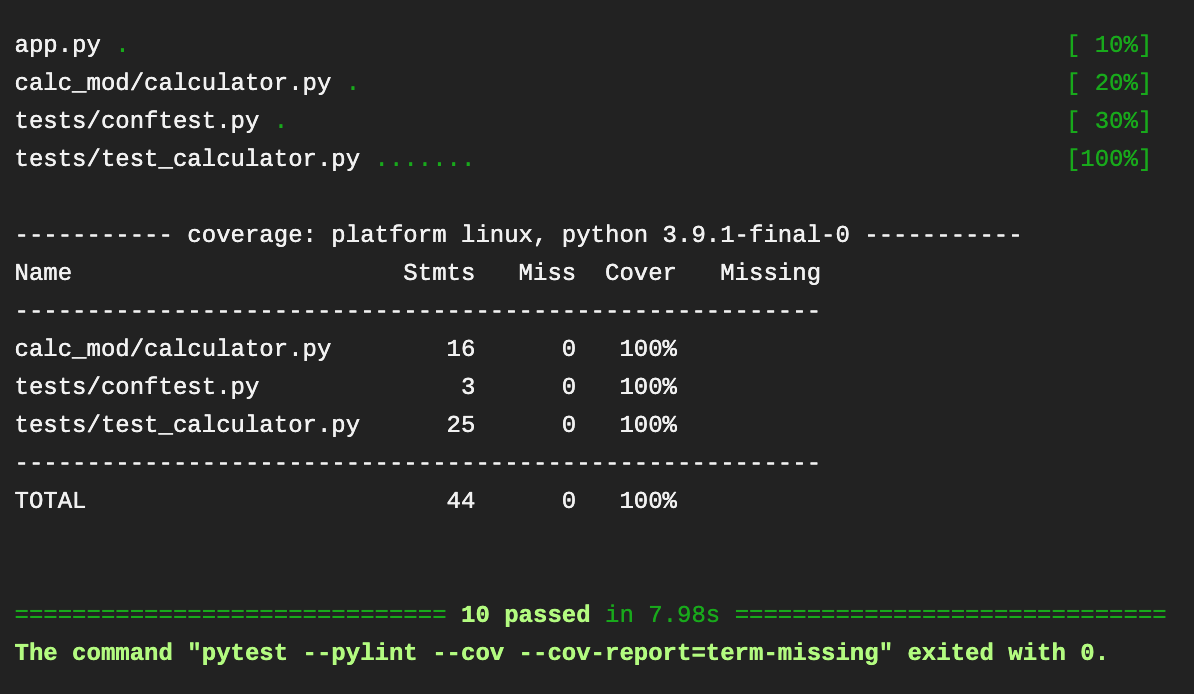 app.py . [ 10%]
calc_mod/calculator.py . [ 20%]
tests/conftest.py . [ 30%]
tests/test_calculator.py ....... [100%]
----------- coverage: platform linux, python 3.9.1-final-0 -----------
Name Stmts Miss Cover Missing
--------------------------------------------------------
calc_mod/calculator.py 16 0 100%
tests/conftest.py 3 0 100%
tests/test_calculator.py 25 0 100%
--------------------------------------------------------
TOTAL 44 0 100%
============================== 10 passed in 7.98s ==============================
The command "pytest --pylint --cov --cov-report=term-missing" exited with 0.